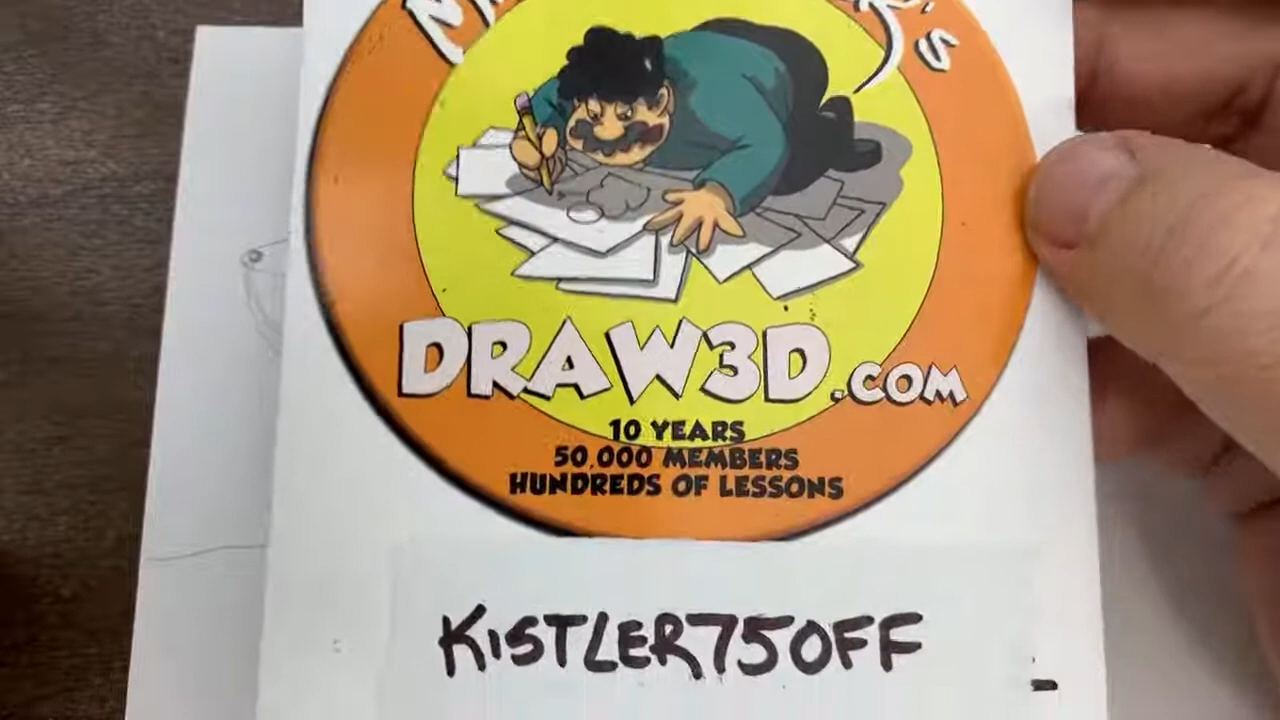 DRAW3D.COM
10 YEARS
50,000 MEMBERS
HUNDREDS OF LESSONS
KISTLER75OFF